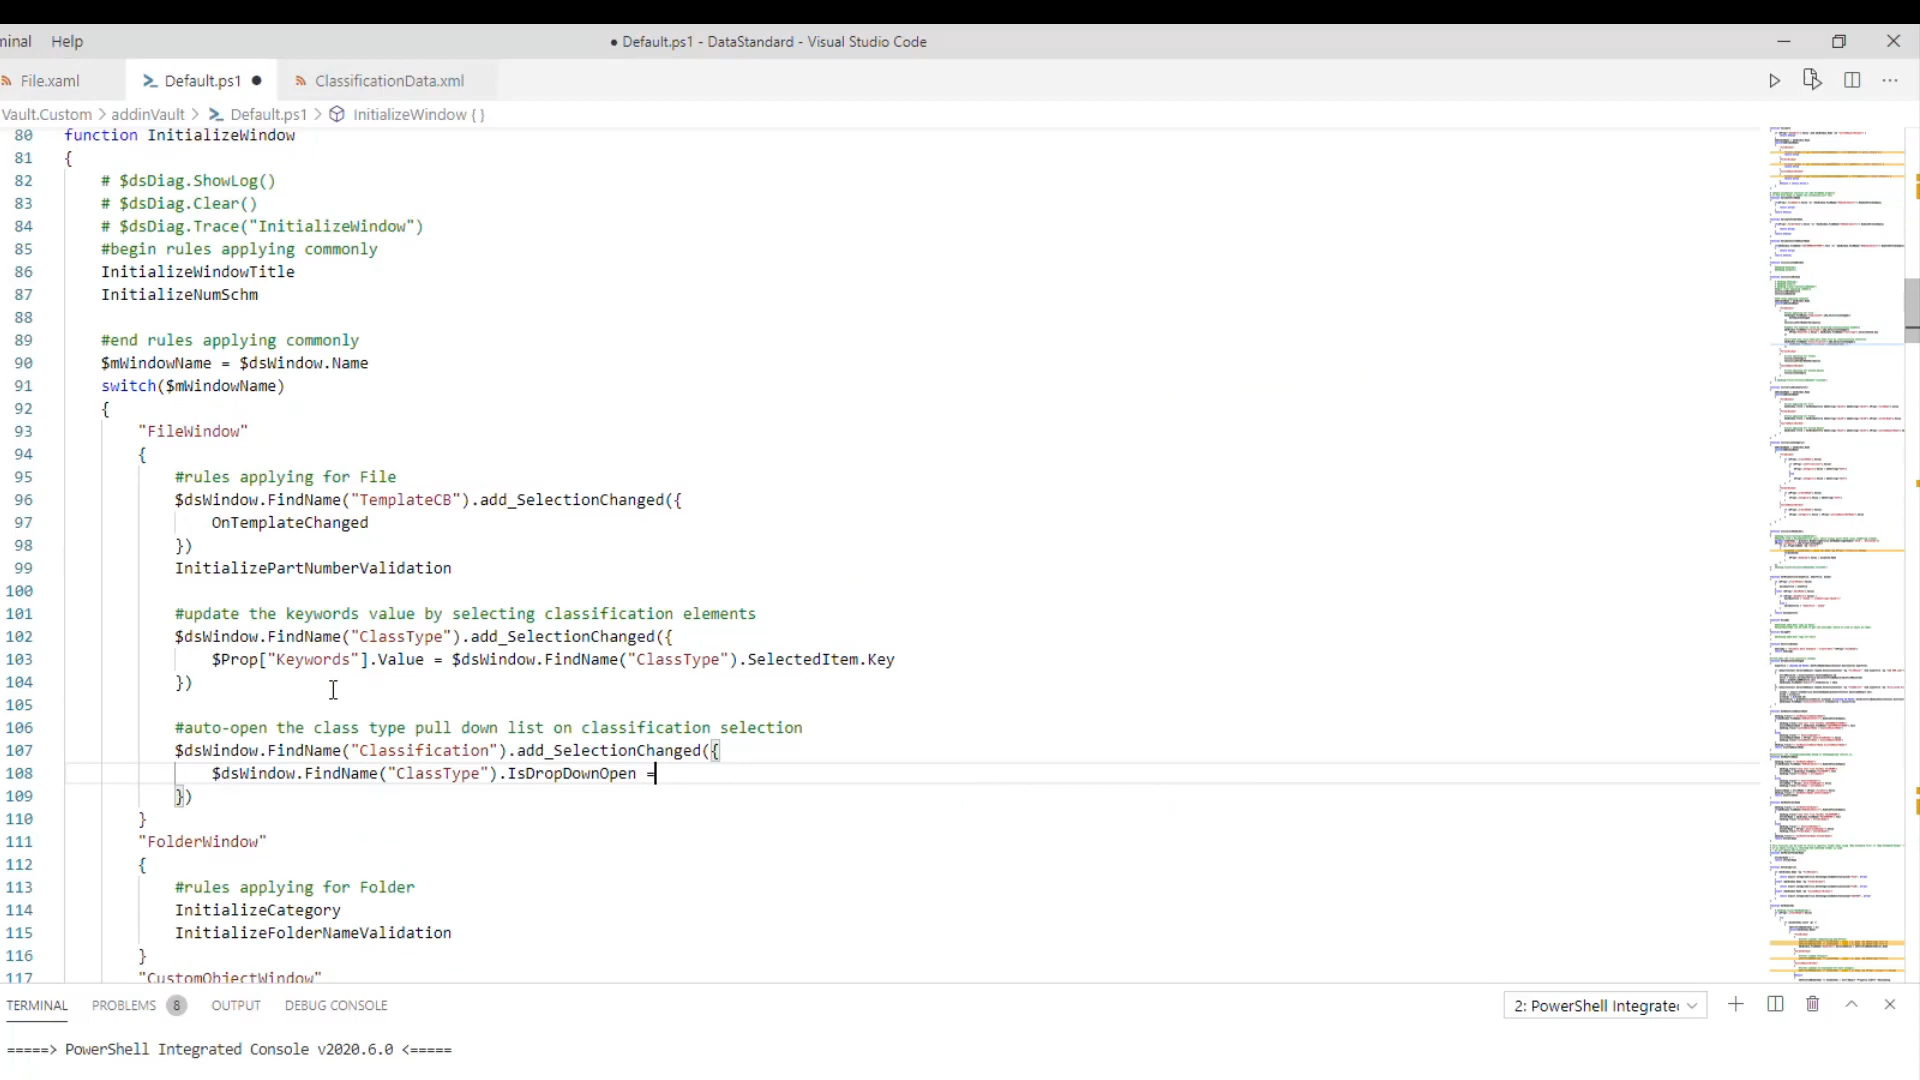 minal Help
● Default.ps1 - DataStandard - Visual Studio Code
File.xaml Default.ps1 ClassificationData.xml
Vault.Custom > addinVault > Default.ps1 > InitializeWindow { }
80 function InitializeWindow
81 {
82 # $dsDiag.ShowLog()
83 # $dsDiag.Clear()
84 # $dsDiag.Trace("InitializeWindow")
85 #begin rules applying commonly
86 InitializeWindowTitle
87 InitializeNumSchm
88
89 #end rules applying commonly
90 $mWindowName = $dsWindow.Name
91 switch($mWindowName)
92 {
93 "FileWindow"
94 {
95 #rules applying for File
96 $dsWindow.FindName("TemplateCB").add_SelectionChanged({
97 OnTemplateChanged
98 })
99 InitializePartNumberValidation
100
101 #update the keywords value by selecting classification elements
102 $dsWindow.FindName("ClassType").add_SelectionChanged({
103 $Prop["Keywords"].Value = $dsWindow.FindName("ClassType").SelectedItem.Key
104 })
105
106 #auto-open the class type pull down list on classification selection
107 $dsWindow.FindName("Classification").add_SelectionChanged({
108 $dsWindow.FindName("ClassType").IsDropDownOpen =
109 })
110 }
111 "FolderWindow"
112 {
113 #rules applying for Folder
114 InitializeCategory
115 InitializeFolderNameValidation
116 }
117 "CustomObjectWindow"
TERMINAL PROBLEMS 8 OUTPUT DEBUG CONSOLE 2: PowerShell Integrated
=====> PowerShell Integrated Console v2020.6.0 <=====